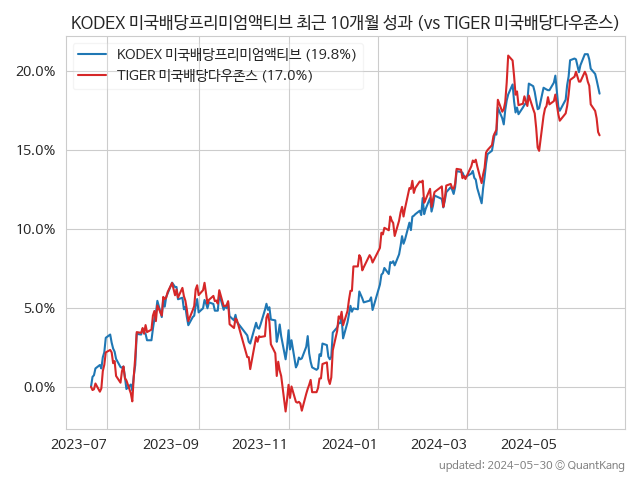 KODEX 미국배당프리미엄액티브 최근 10개월 성과 (vs TIGER 미국배당다우존스)
KODEX 미국배당프리미엄액티브 (19.8%)
TIGER 미국배당다우존스 (17.0%)
20.0%
15.0%
10.0%
5.0%
0.0%
2023-07 2023-09 2023-11 2024-01 2024-03 2024-05
updated: 2024-05-30 © QuantKang